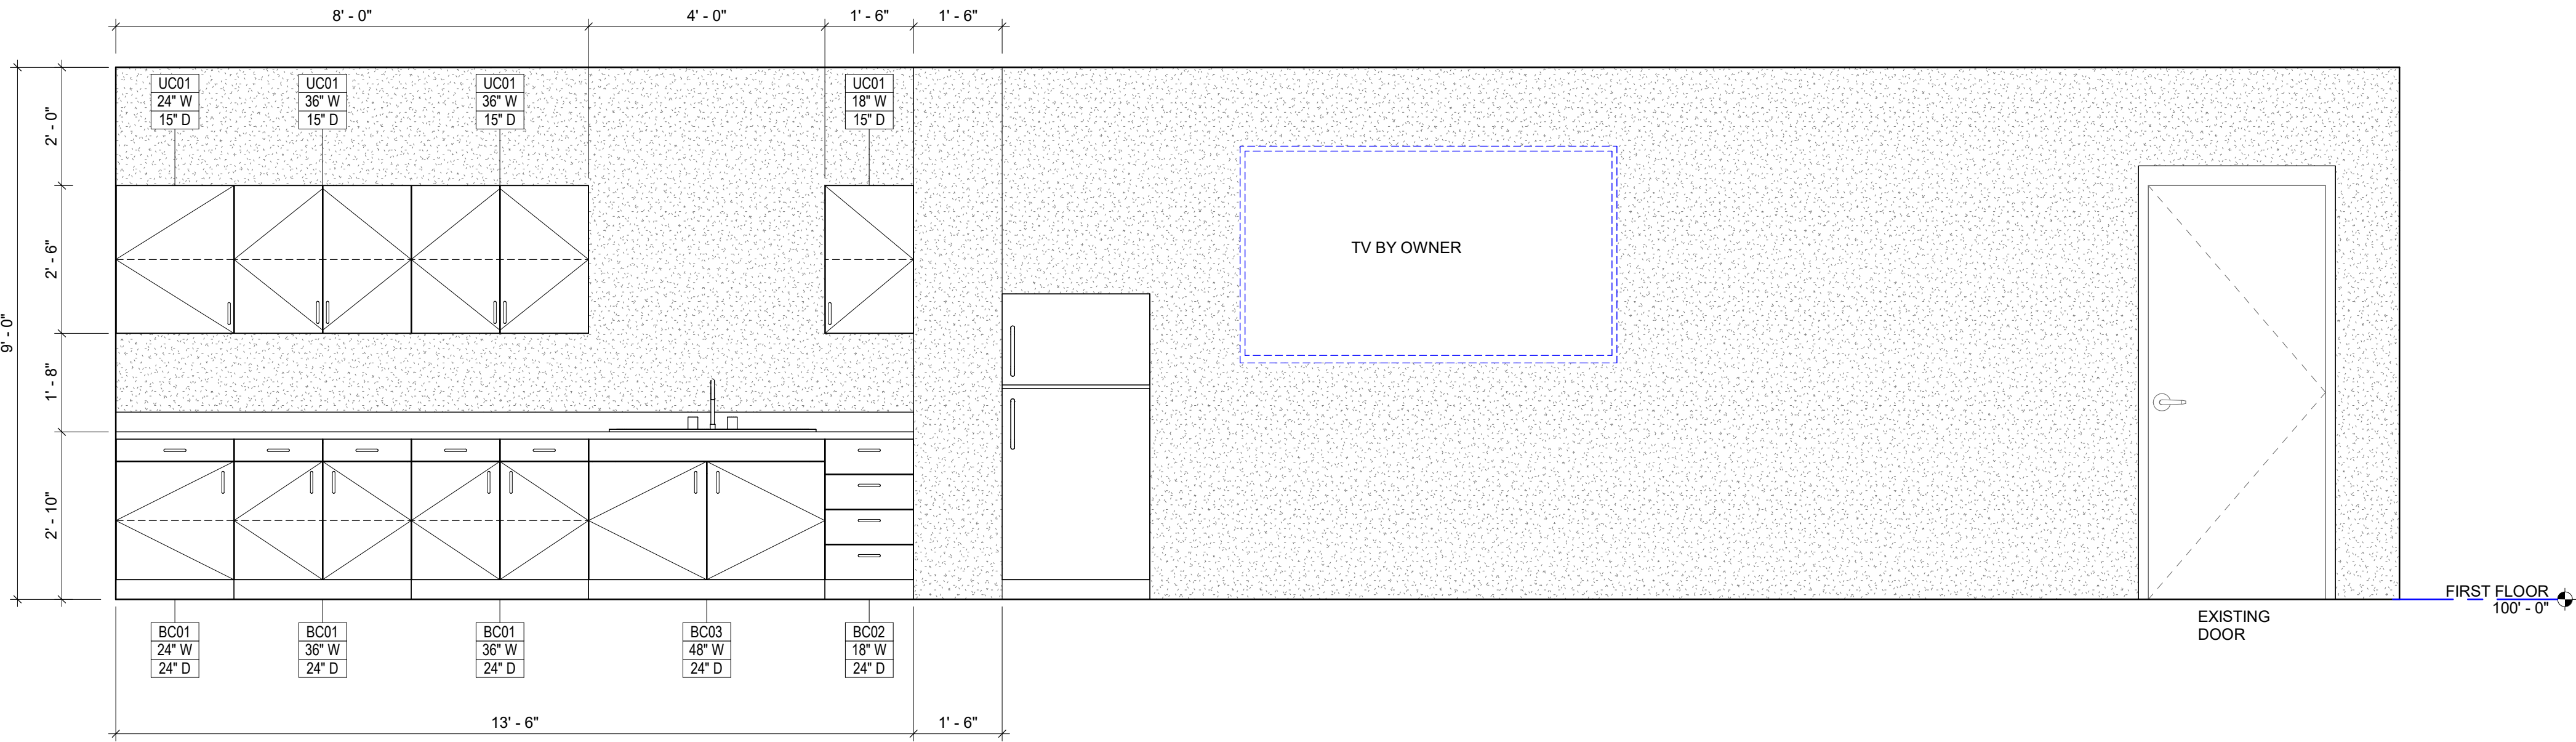 8' - 0"
4' - 0"
1' - 6"
1' - 6"
UC01
24" W
15" D
UC01
36" W
15" D
UC01
36" W
15" D
UC01
18" W
15" D
2' - 0"
2' - 6"
1' - 8"
2' - 10"
9' - 0"
TV BY OWNER
FIRST FLOOR
100' - 0"
EXISTING
DOOR
BC01
24" W
24" D
BC01
36" W
24" D
BC01
36" W
24" D
BC03
48" W
24" D
BC02
18" W
24" D
13' - 6"
1' - 6"